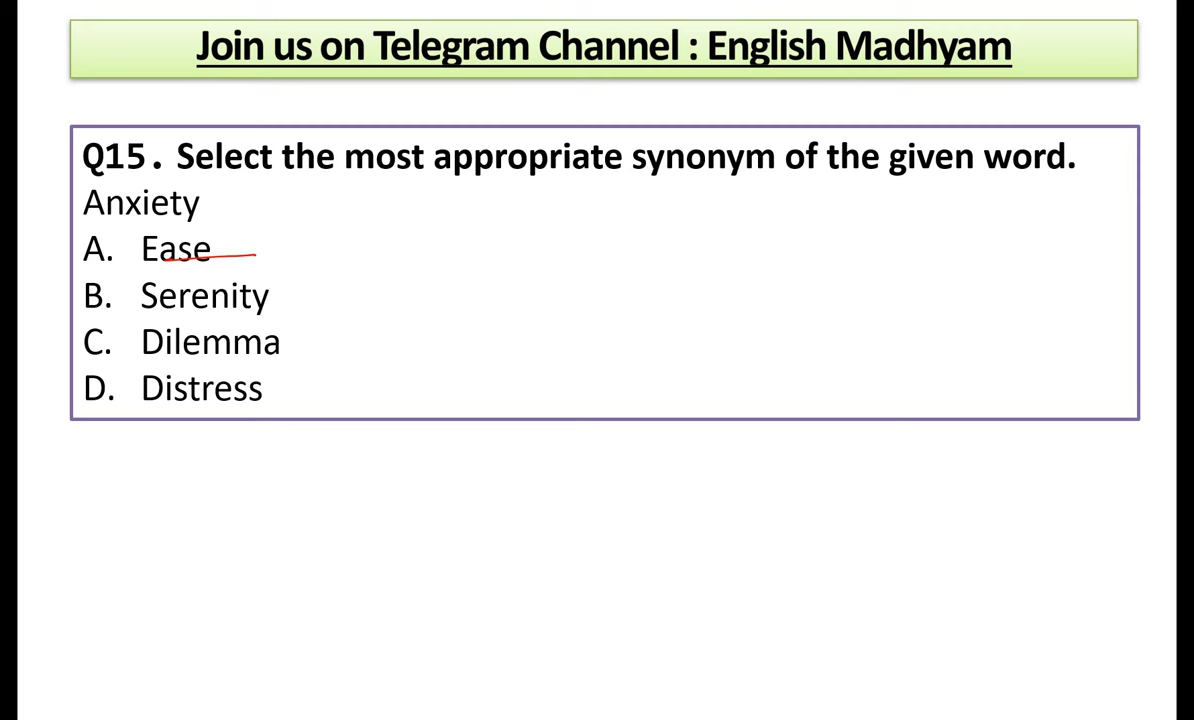 Join us on Telegram Channel : English Madhyam
Q15. Select the most appropriate synonym of the given word.
Anxiety
A. Ease
B. Serenity
C. Dilemma
D. Distress